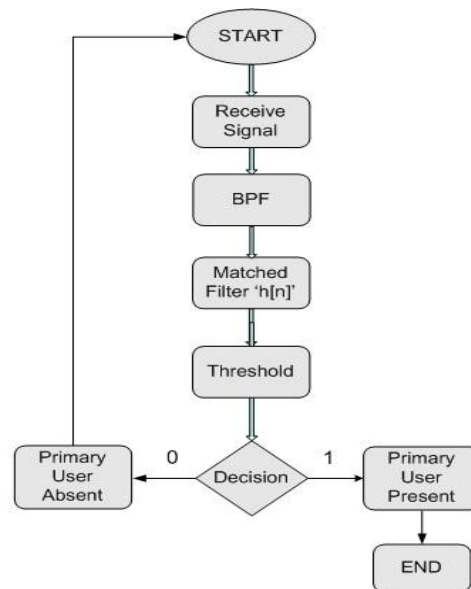 START
Receive
Signal
BPF
Matched
Filter ‘h[n]’
Threshold
0
1
Primary
User
Absent
Decision
Primary
User
Present
END